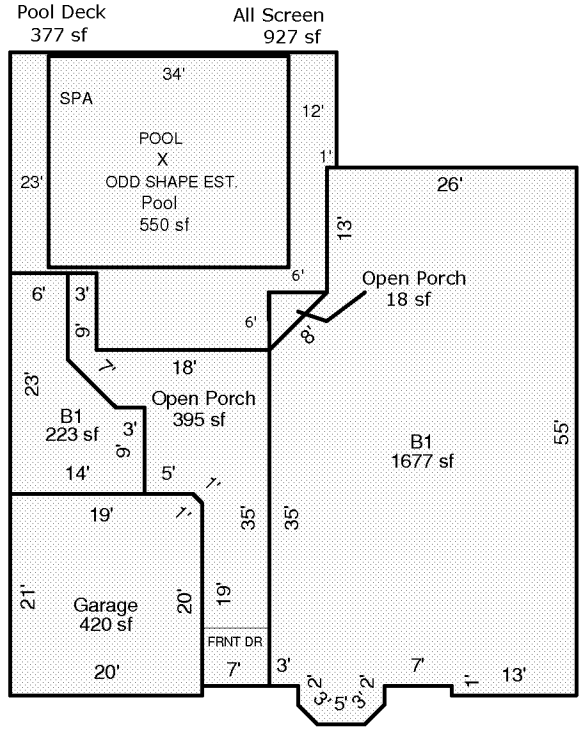 Pool Deck
377 sf
All Screen
927 sf
34'
SPA
12'
POOL
X
ODD SHAPE EST.
Pool
550 sf
1'
23'
26'
13'
6'
3'
9'
6'
6'
Open Porch
18 sf
8'
7'
18'
23'
Open Porch
395 sf
B1
223 sf
3'
9'
14'
5'
1'
1'
B1
1677 sf
55'
19'
35'
35'
21'
Garage
420 sf
20'
19'
FRNT DR
20'
7'
3'
2'
3'
5'
3'
2'
7'
1'
13'